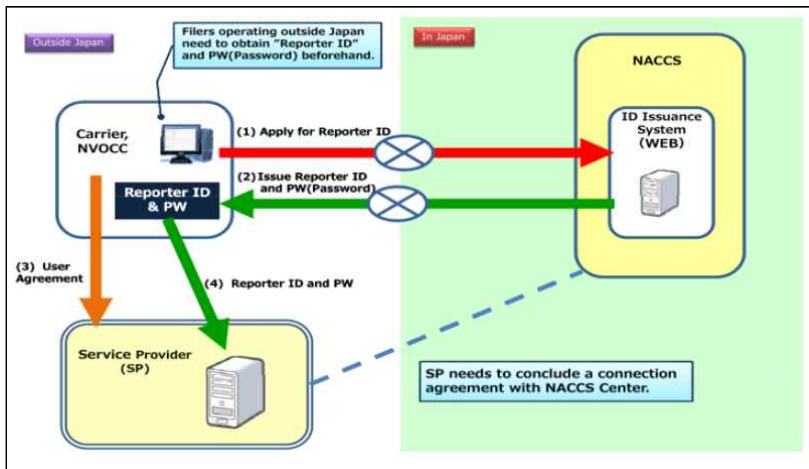 Filers operating outside Japan
need to obtain "Reporter ID"
and PW(Password) beforehand.
Outside Japan
In Japan
NACCS
Carrier,
NVOCC
(1) Apply for Reporter ID
ID Issuance
System
(WEB)
(2)Issue Reporter ID
and PW(Password)
Reporter ID
& PW
(3) User
Agreement
(4) Reporter ID and PW
Service Provider
(SP)
SP needs to conclude a connection
agreement with NACCS Center.